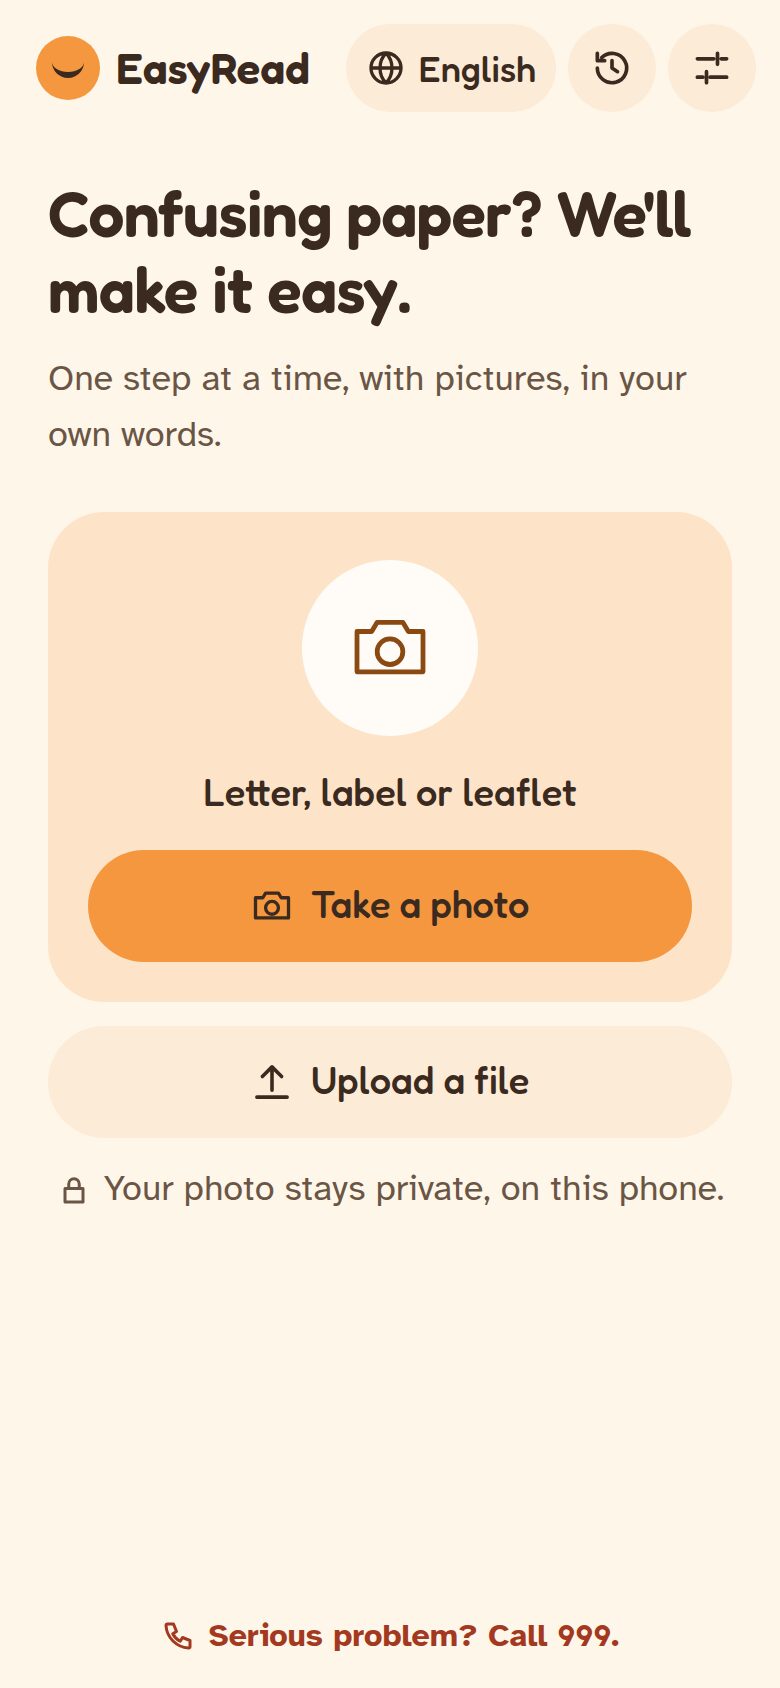 EasyRead
English
Confusing paper? We'll
make it easy.
One step at a time, with pictures, in your
own words.
Letter, label or leaflet
Take a photo
Upload a file
Your photo stays private, on this phone.
Serious problem? Call 999.